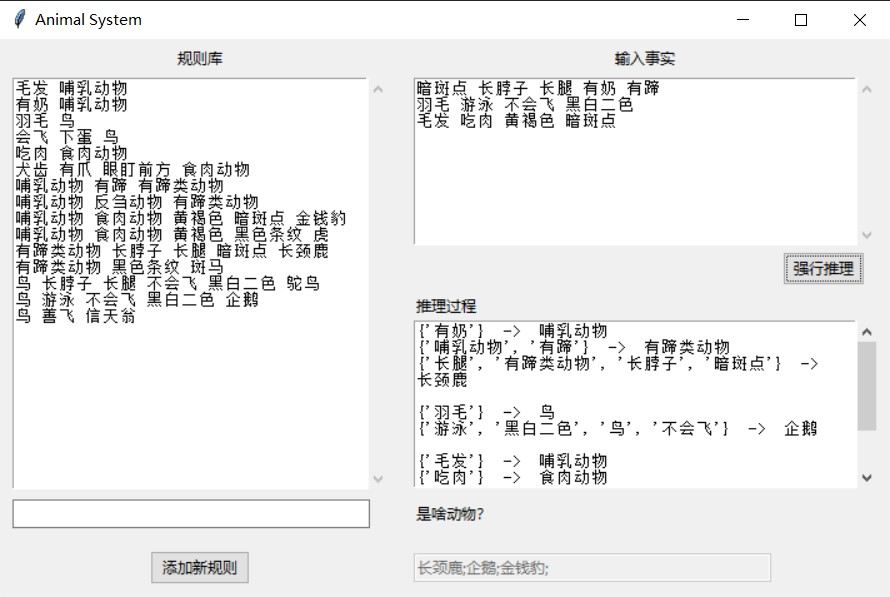 Animal System
规则库
毛发 哺乳动物
有奶 哺乳动物
羽毛 鸟
会飞 下蛋 鸟
吃肉 食肉动物
犬齿 有爪 眼盯前方 食肉动物
哺乳动物 有蹄 有蹄类动物
哺乳动物 反刍动物 有蹄类动物
哺乳动物 食肉动物 黄褐色 暗斑点 金钱豹
哺乳动物 食肉动物 黄褐色 黑色条纹 虎
有蹄类动物 长脖子 长腿 暗斑点 长颈鹿
有蹄类动物 黑色条纹 斑马
鸟 长脖子 长腿 不会飞 黑白二色 鸵鸟
鸟 游泳 不会飞 黑白二色 企鹅
鸟 善飞 信天翁
添加新规则
输入事实
暗斑点 长脖子 长腿 有奶 有蹄
羽毛 游泳 不会飞 黑白二色
毛发 吃肉 黄褐色 暗斑点
强行推理
推理过程
{'有奶'} -> 哺乳动物
{'哺乳动物', '有蹄'} -> 有蹄类动物
{'长腿', '有蹄类动物', '长脖子', '暗斑点'} ->
长颈鹿
{'羽毛'} -> 鸟
{'游泳', '黑白二色', '鸟', '不会飞'} -> 企鹅
{'毛发'} -> 哺乳动物
{'吃肉'} -> 食肉动物
是啥动物?
长颈鹿;企鹅;金钱豹;